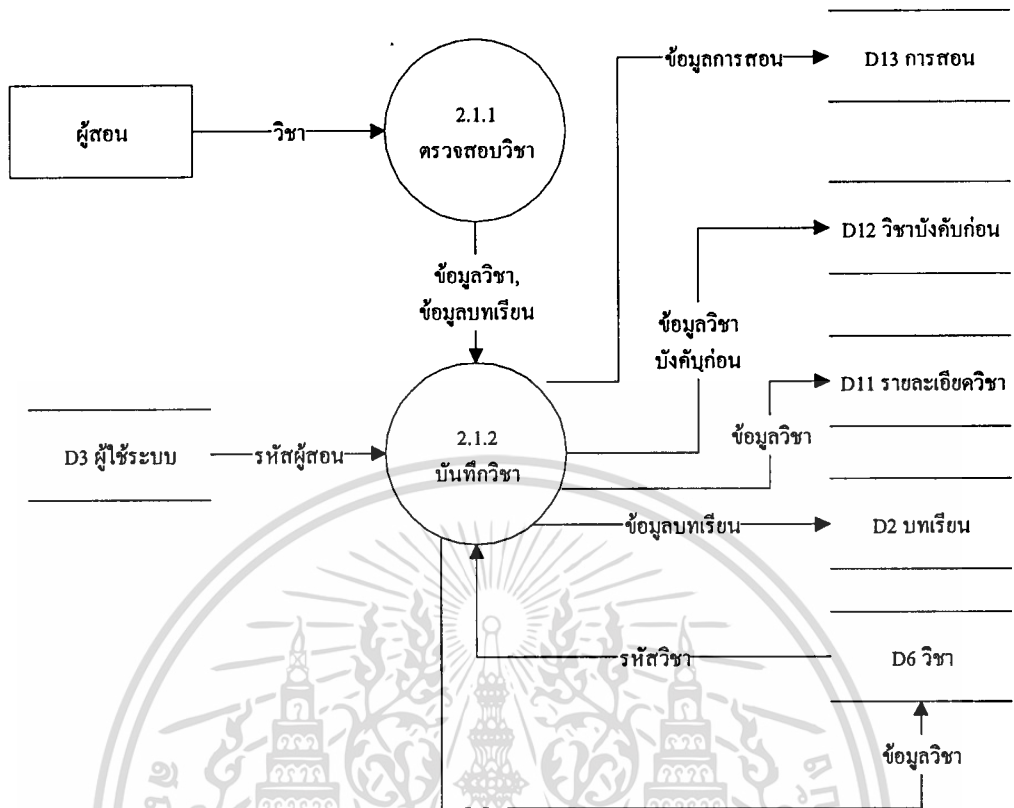 ข้อมูลการสอน
D13 การสอน
ผู้สอน
วิชา
2.1.1
ตรวจสอบวิชา
D12 วิชาบังคับก่อน
ข้อมูลวิชา,
ข้อมูลบทเรียน
ข้อมูลวิชา
บังคับก่อน
D11 รายละเอียดวิชา
ข้อมูลวิชา
D3 ผู้ใช้ระบบ
รหัสผู้สอน
2.1.2
บันทึกวิชา
ข้อมูลบทเรียน
D2 บทเรียน
รหัสวิชา
D6 วิชา
ข้อมูลวิชา